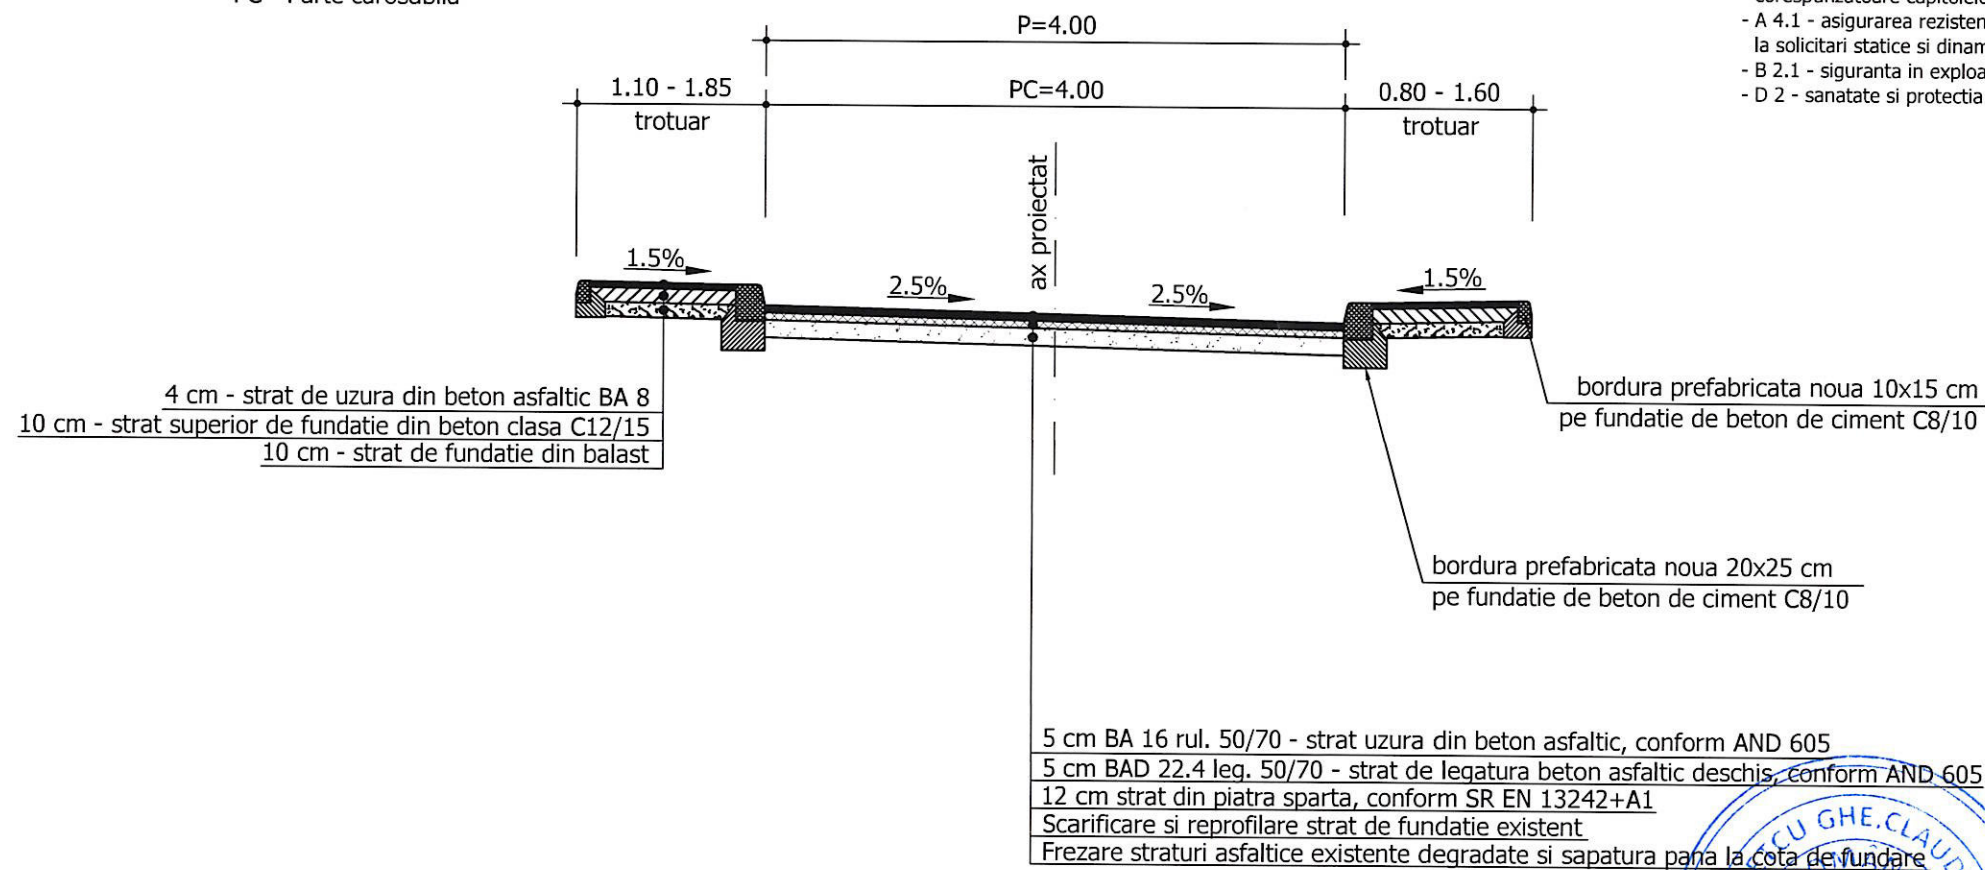 PC - Parte carosabila
- A 4.1 - asigurarea
la solicitari statice si
- B 2.1 - siguranta in
- D 2 - sanatate si protectia
P=4.00
1.10 - 1.85
trotuar
PC=4.00
0.80 - 1.60
trotuar
ax proiectat
1.5%
2.5%
2.5%
1.5%
4 cm - strat de uzura din beton asfaltic BA 8
10 cm - strat superior de fundatie din beton clasa C12/15
10 cm - strat de fundatie din balast
bordura prefabricata noua 10x15 cm
pe fundatie de beton de ciment C8/10
bordura prefabricata noua 20x25 cm
pe fundatie de beton de ciment C8/10
5 cm BA 16 rul. 50/70 - strat uzura din beton asfaltic, conform AND 605
5 cm BAD 22.4 leg. 50/70 - strat de legatura beton asfaltic deschis, conform AND 605
12 cm strat din piatra sparta, conform SR EN 13242+A1
Scarificare si reprofilare strat de fundatie existent
Frezare straturi asfaltice existente degradate si sapatura pana la cota de fundare
GHE.